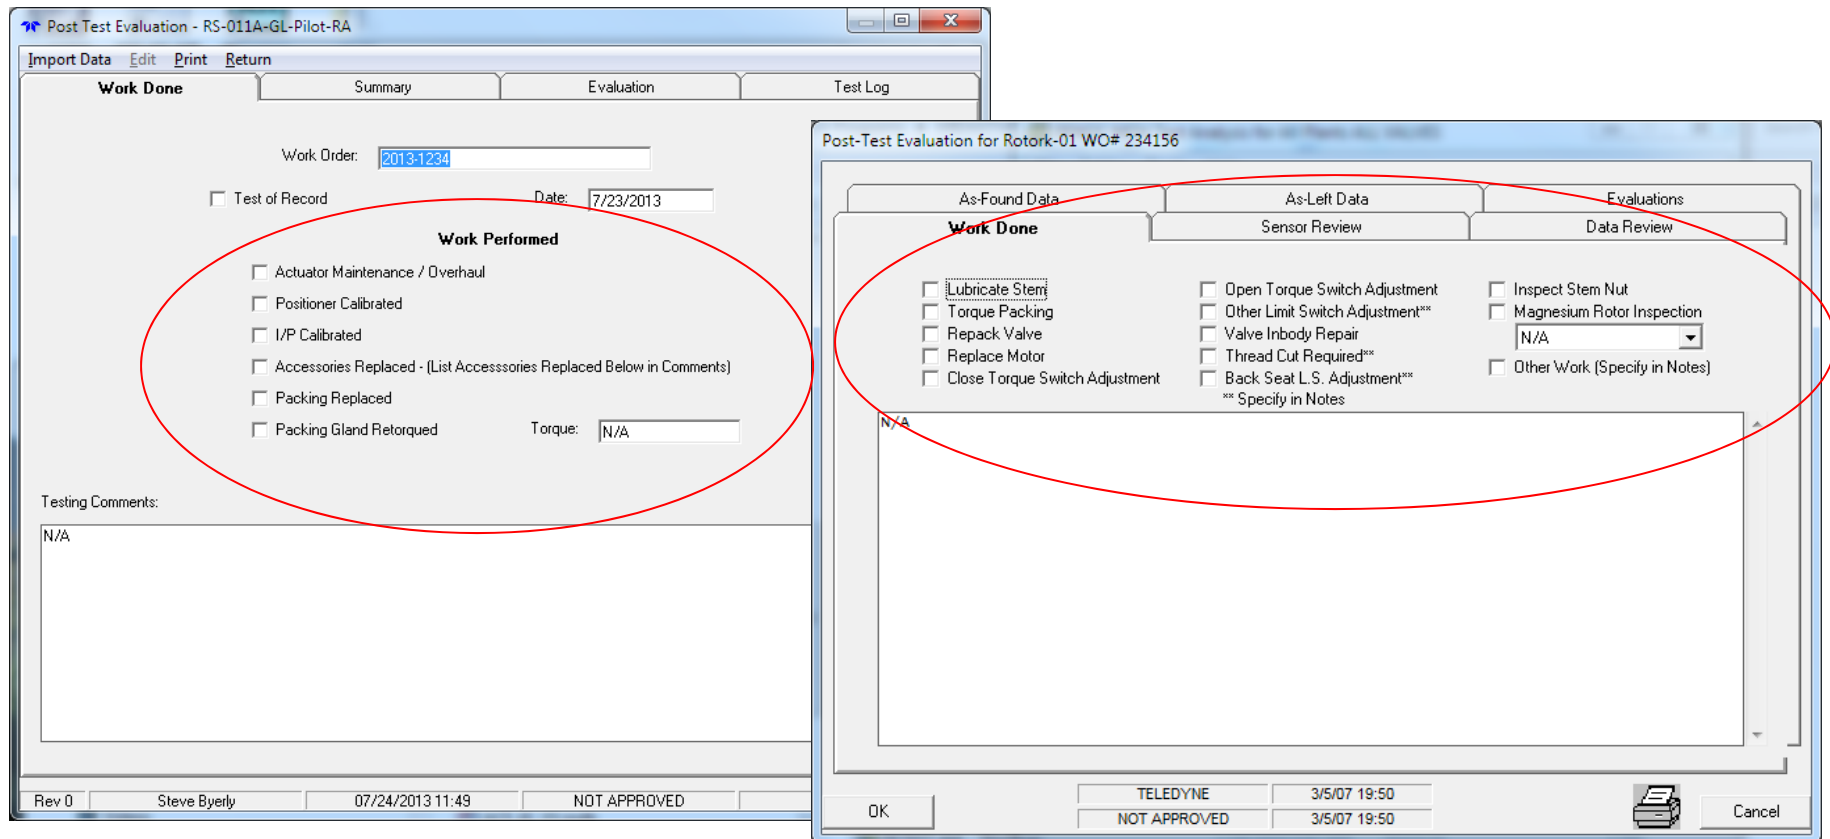 Post Test Evaluation - RS-011A-GL-Pilot-RA
Import Data Edit Print Return
Work Done Summary Evaluation Test Log
Work Order: 2013-1234
Test of Record Date: 7/23/2013
Work Performed
Actuator Maintenance / Overhaul
Positioner Calibrated
I/P Calibrated
Accessories Replaced - (List Accesssories Replaced Below in Comments)
Packing Replaced
Packing Gland Retorqued Torque: N/A
Testing Comments:
N/A
Rev 0 Steve Byerly 07/24/2013 11:49 NOT APPROVED
Post-Test Evaluation for Rotork-01 WO# 234156
As-Found Data As-Left Data Evaluations
Work Done Sensor Review Data Review
Lubricate Stem Open Torque Switch Adjustment Inspect Stem Nut
Torque Packing Other Limit Switch Adjustment** Magnesium Rotor Inspection
Repack Valve Valve Inbody Repair N/A
Replace Motor Thread Cut Required**
Close Torque Switch Adjustment Back Seat L.S. Adjustment** Other Work (Specify in Notes)
** Specify in Notes
N/A
OK TELEDYNE 3/5/07 19:50 Cancel
NOT APPROVED 3/5/07 19:50